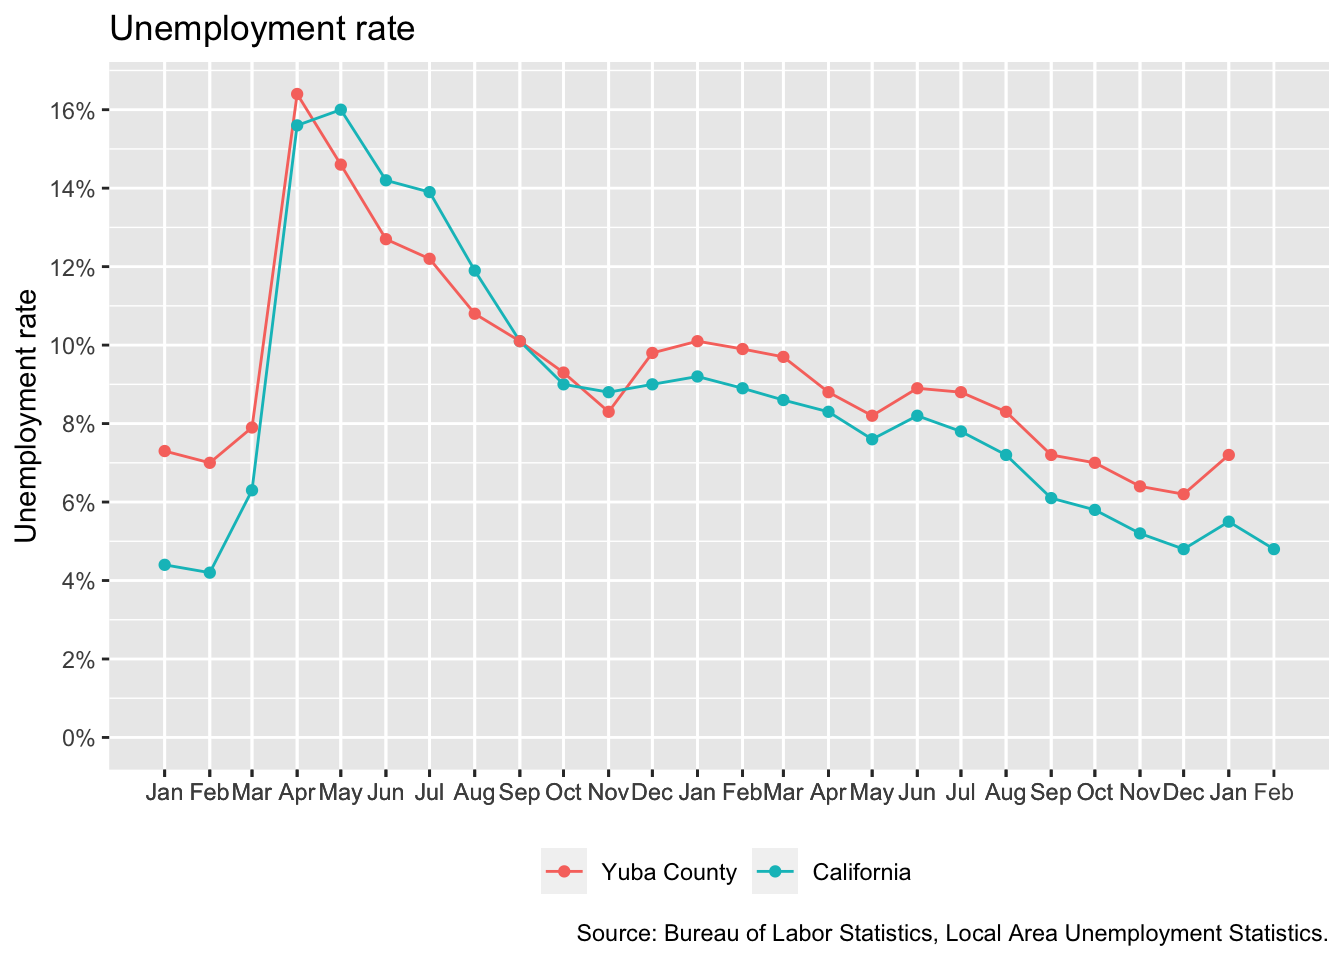 Unemployment rate
Unemployment rate
16%
14%
12%
10%
8%
6%
4%
2%
0%
Jan Feb Mar Apr May Jun Jul Aug Sep Oct Nov Dec Jan Feb Mar Apr May Jun Jul Aug Sep Oct Nov Dec Jan Feb
Yuba County California
Source: Bureau of Labor Statistics, Local Area Unemployment Statistics.